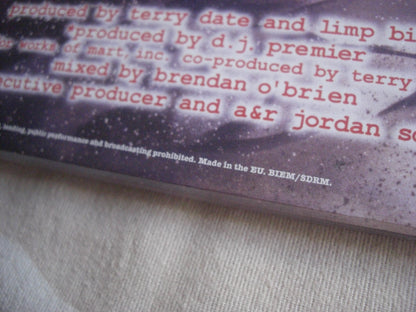 produced by terry date and limp bi
*produced by d.j. premier
or works of mart, inc. co-produced by terry
mixed by brendan o'brien
ecutive producer and a&r jordan sc
lending, public performance and broadcasting prohibited. Made in the EU. BIEM/SDRM.